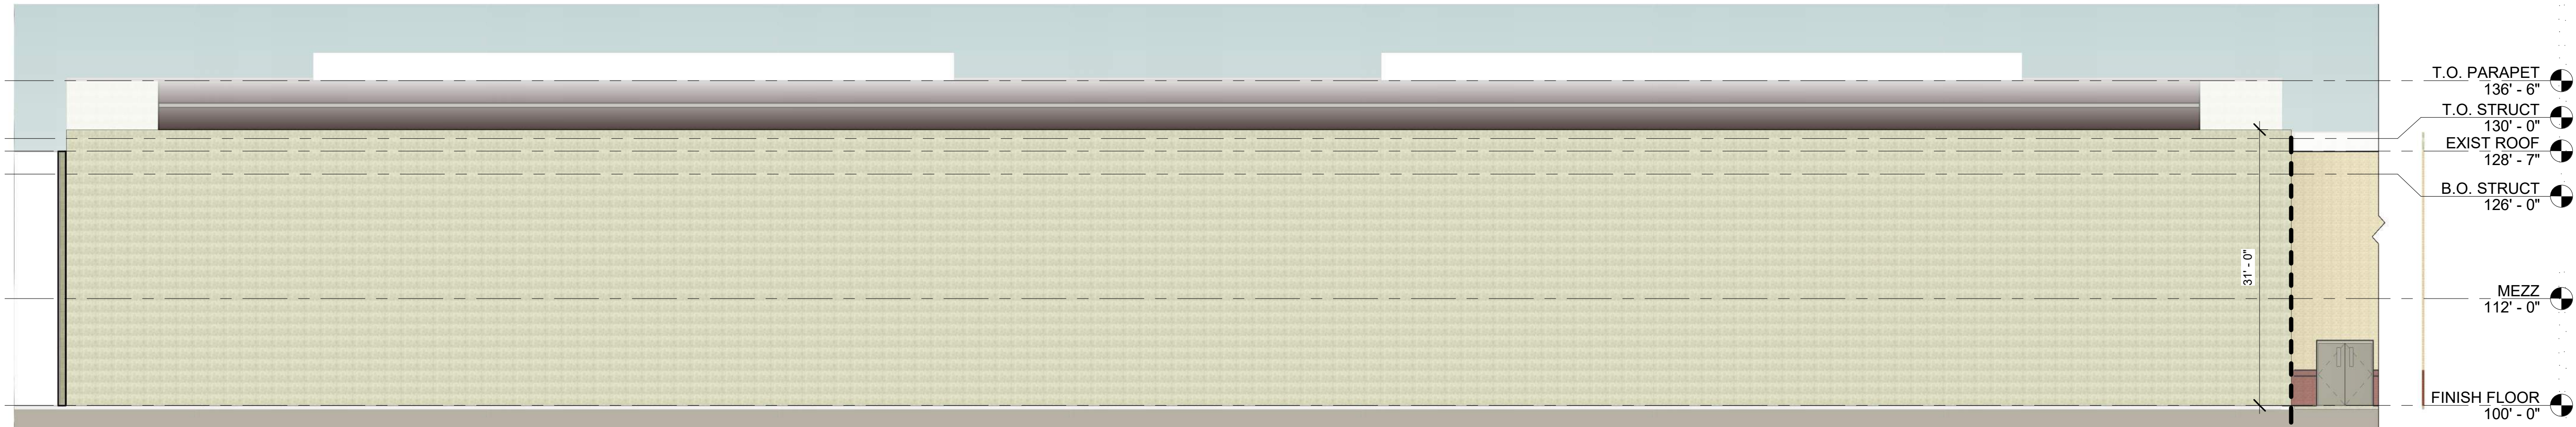 T.O. PARAPET
136' - 6"
T.O. STRUCT
130' - 0"
EXIST ROOF
128' - 7"
B.O. STRUCT
126' - 0"
31' - 0"
MEZZ
112' - 0"
FINISH FLOOR
100' - 0"